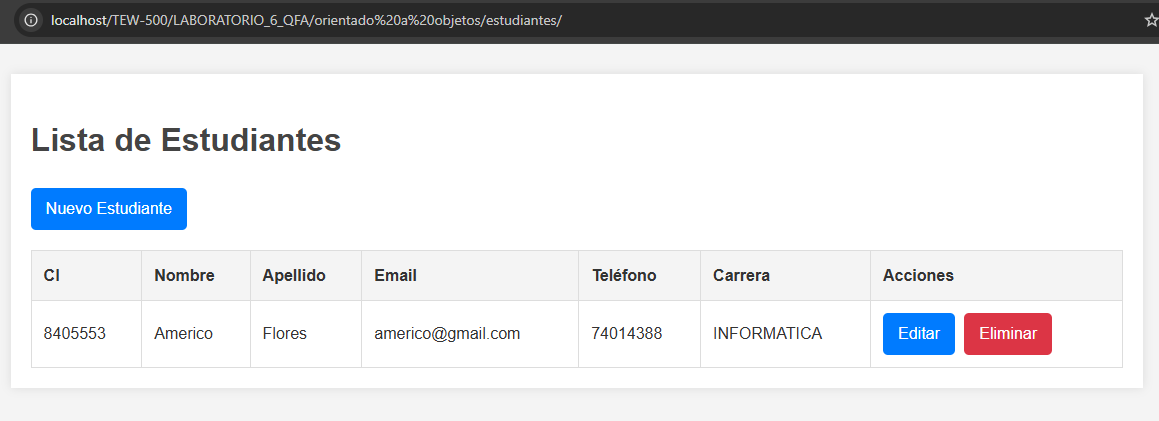 localhost/TEW-500/LABORATORIO_6_QFA/orientado%20a%20objetos/estudiantes/
Lista de Estudiantes
Nuevo Estudiante
CI Nombre Apellido Email Teléfono Carrera Acciones
8405553 Americo Flores americo@gmail.com 74014388 INFORMATICA Editar Eliminar